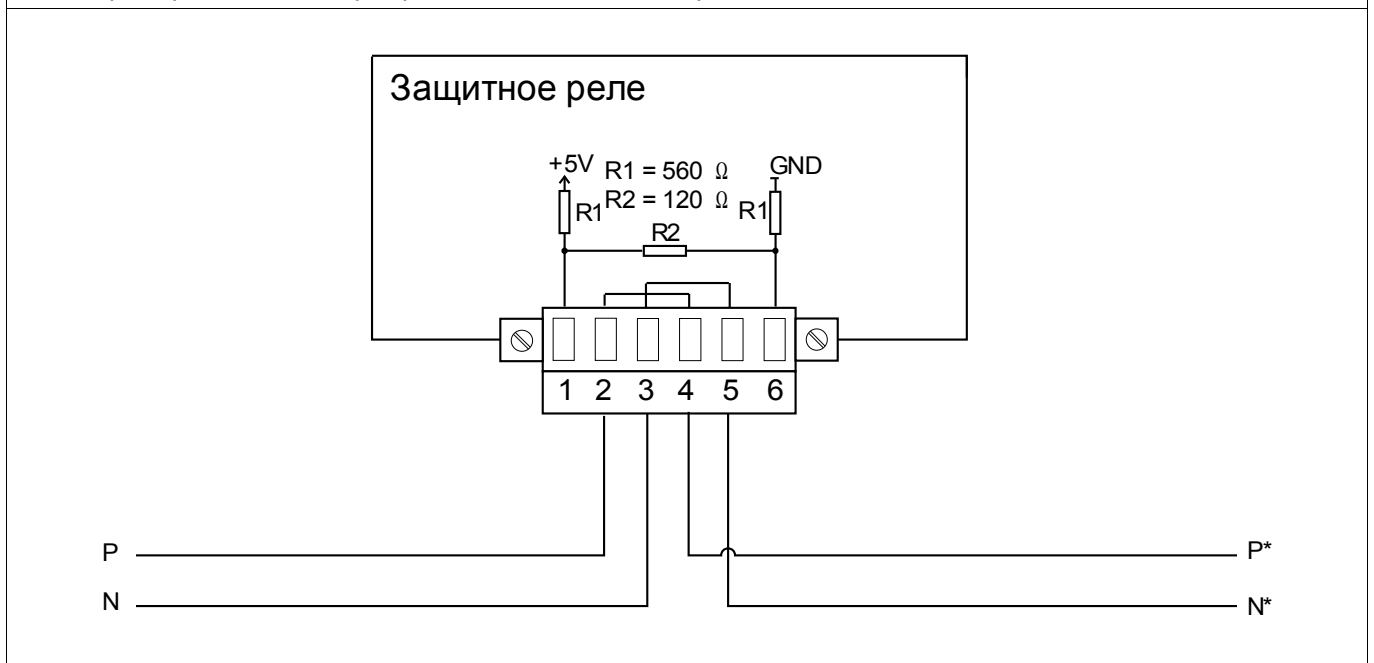 Защитное реле
+5V R1 = 560 Ω GND
R2 = 120 Ω
R1 R1
R2
1 2 3 4 5 6
P P*
N N*